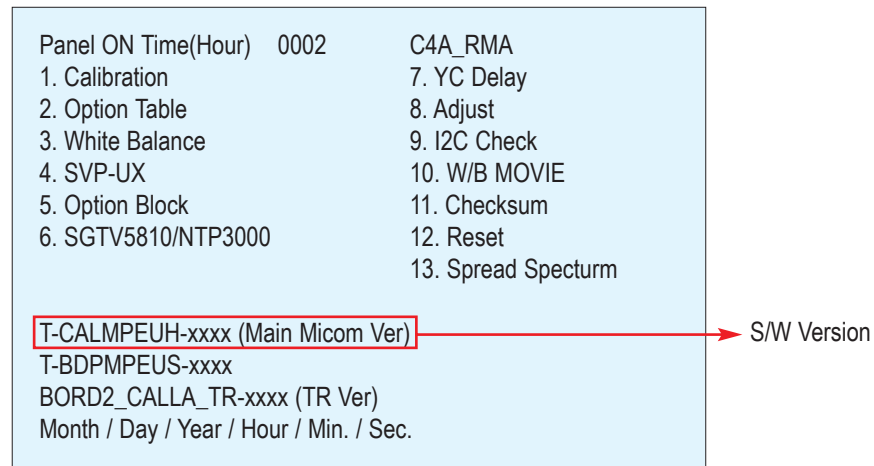 Panel ON Time(Hour) 0002 C4A_RMA
1. Calibration 7. YC Delay
2. Option Table 8. Adjust
3. White Balance 9. I2C Check
4. SVP-UX 10. W/B MOVIE
5. Option Block 11. Checksum
6. SGTV5810/NTP3000 12. Reset
13. Spread Specturm
T-CALMPEUH-xxxx (Main Micom Ver) S/W Version
T-BDPMPEUS-xxxx
BORD2_CALLA_TR-xxxx (TR Ver)
Month / Day / Year / Hour / Min. / Sec.